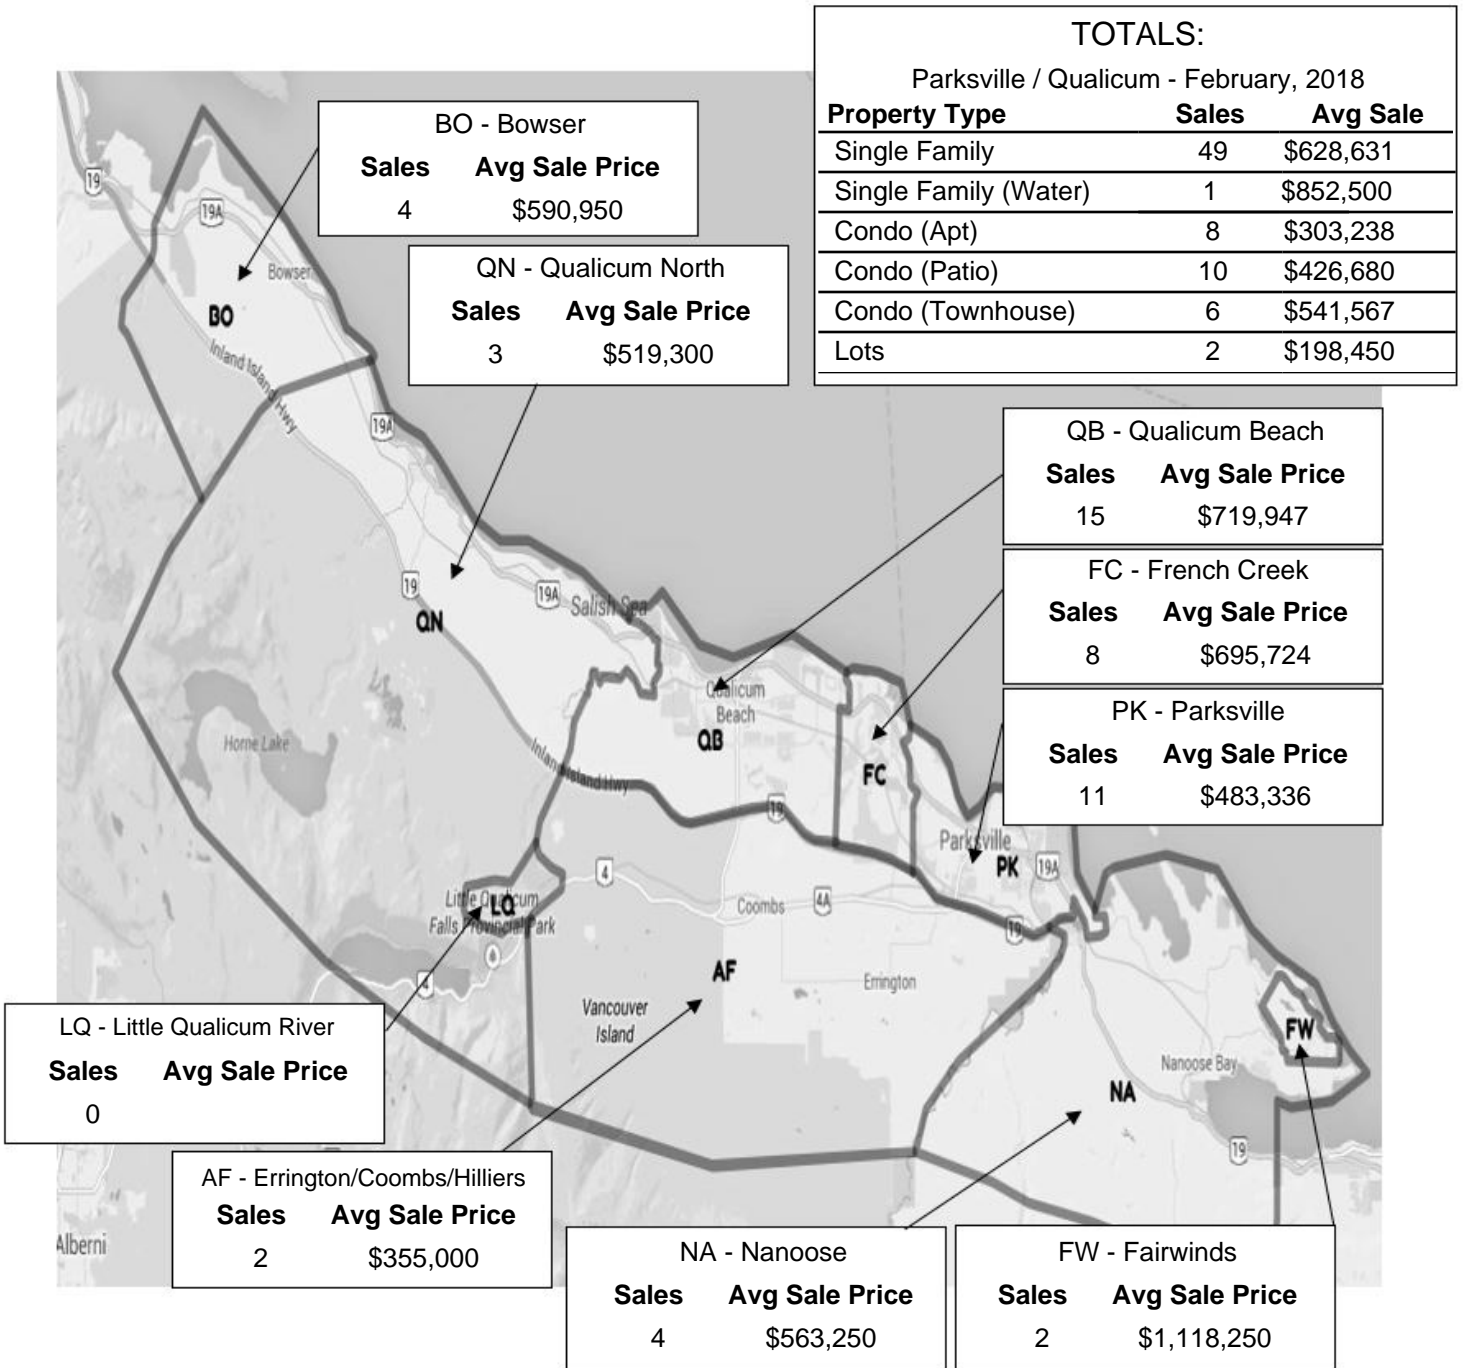 TOTALS:
Parksville / Qualicum - February, 2018
Property Type Sales Avg Sale
Single Family 49 $628,631
Single Family (Water) 1 $852,500
Condo (Apt) 8 $303,238
Condo (Patio) 10 $426,680
Condo (Townhouse) 6 $541,567
Lots 2 $198,450
BO - Bowser
Sales Avg Sale Price
4 $590,950
QN - Qualicum North
Sales Avg Sale Price
3 $519,300
QB - Qualicum Beach
Sales Avg Sale Price
15 $719,947
FC - French Creek
Sales Avg Sale Price
8 $695,724
PK - Parksville
Sales Avg Sale Price
11 $483,336
LQ - Little Qualicum River
Sales Avg Sale Price
0
AF - Errington/Coombs/Hilliers
Sales Avg Sale Price
2 $355,000
NA - Nanoose
Sales Avg Sale Price
4 $563,250
FW - Fairwinds
Sales Avg Sale Price
2 $1,118,250
19
19A
Bowser
BO
Inland Island Hwy
19A
19
19A
Salish Sea
QN
Qualicum
Beach
QB
Horne Lake
Inland Island Hwy
FC
19
Parksville
PK
19A
4
Little Qualicum
Falls Provincial Park
LQ
Coombs
4A
19
4
AF
Errington
Vancouver
Island
FW
Nanoose Bay
NA
19
Alberni